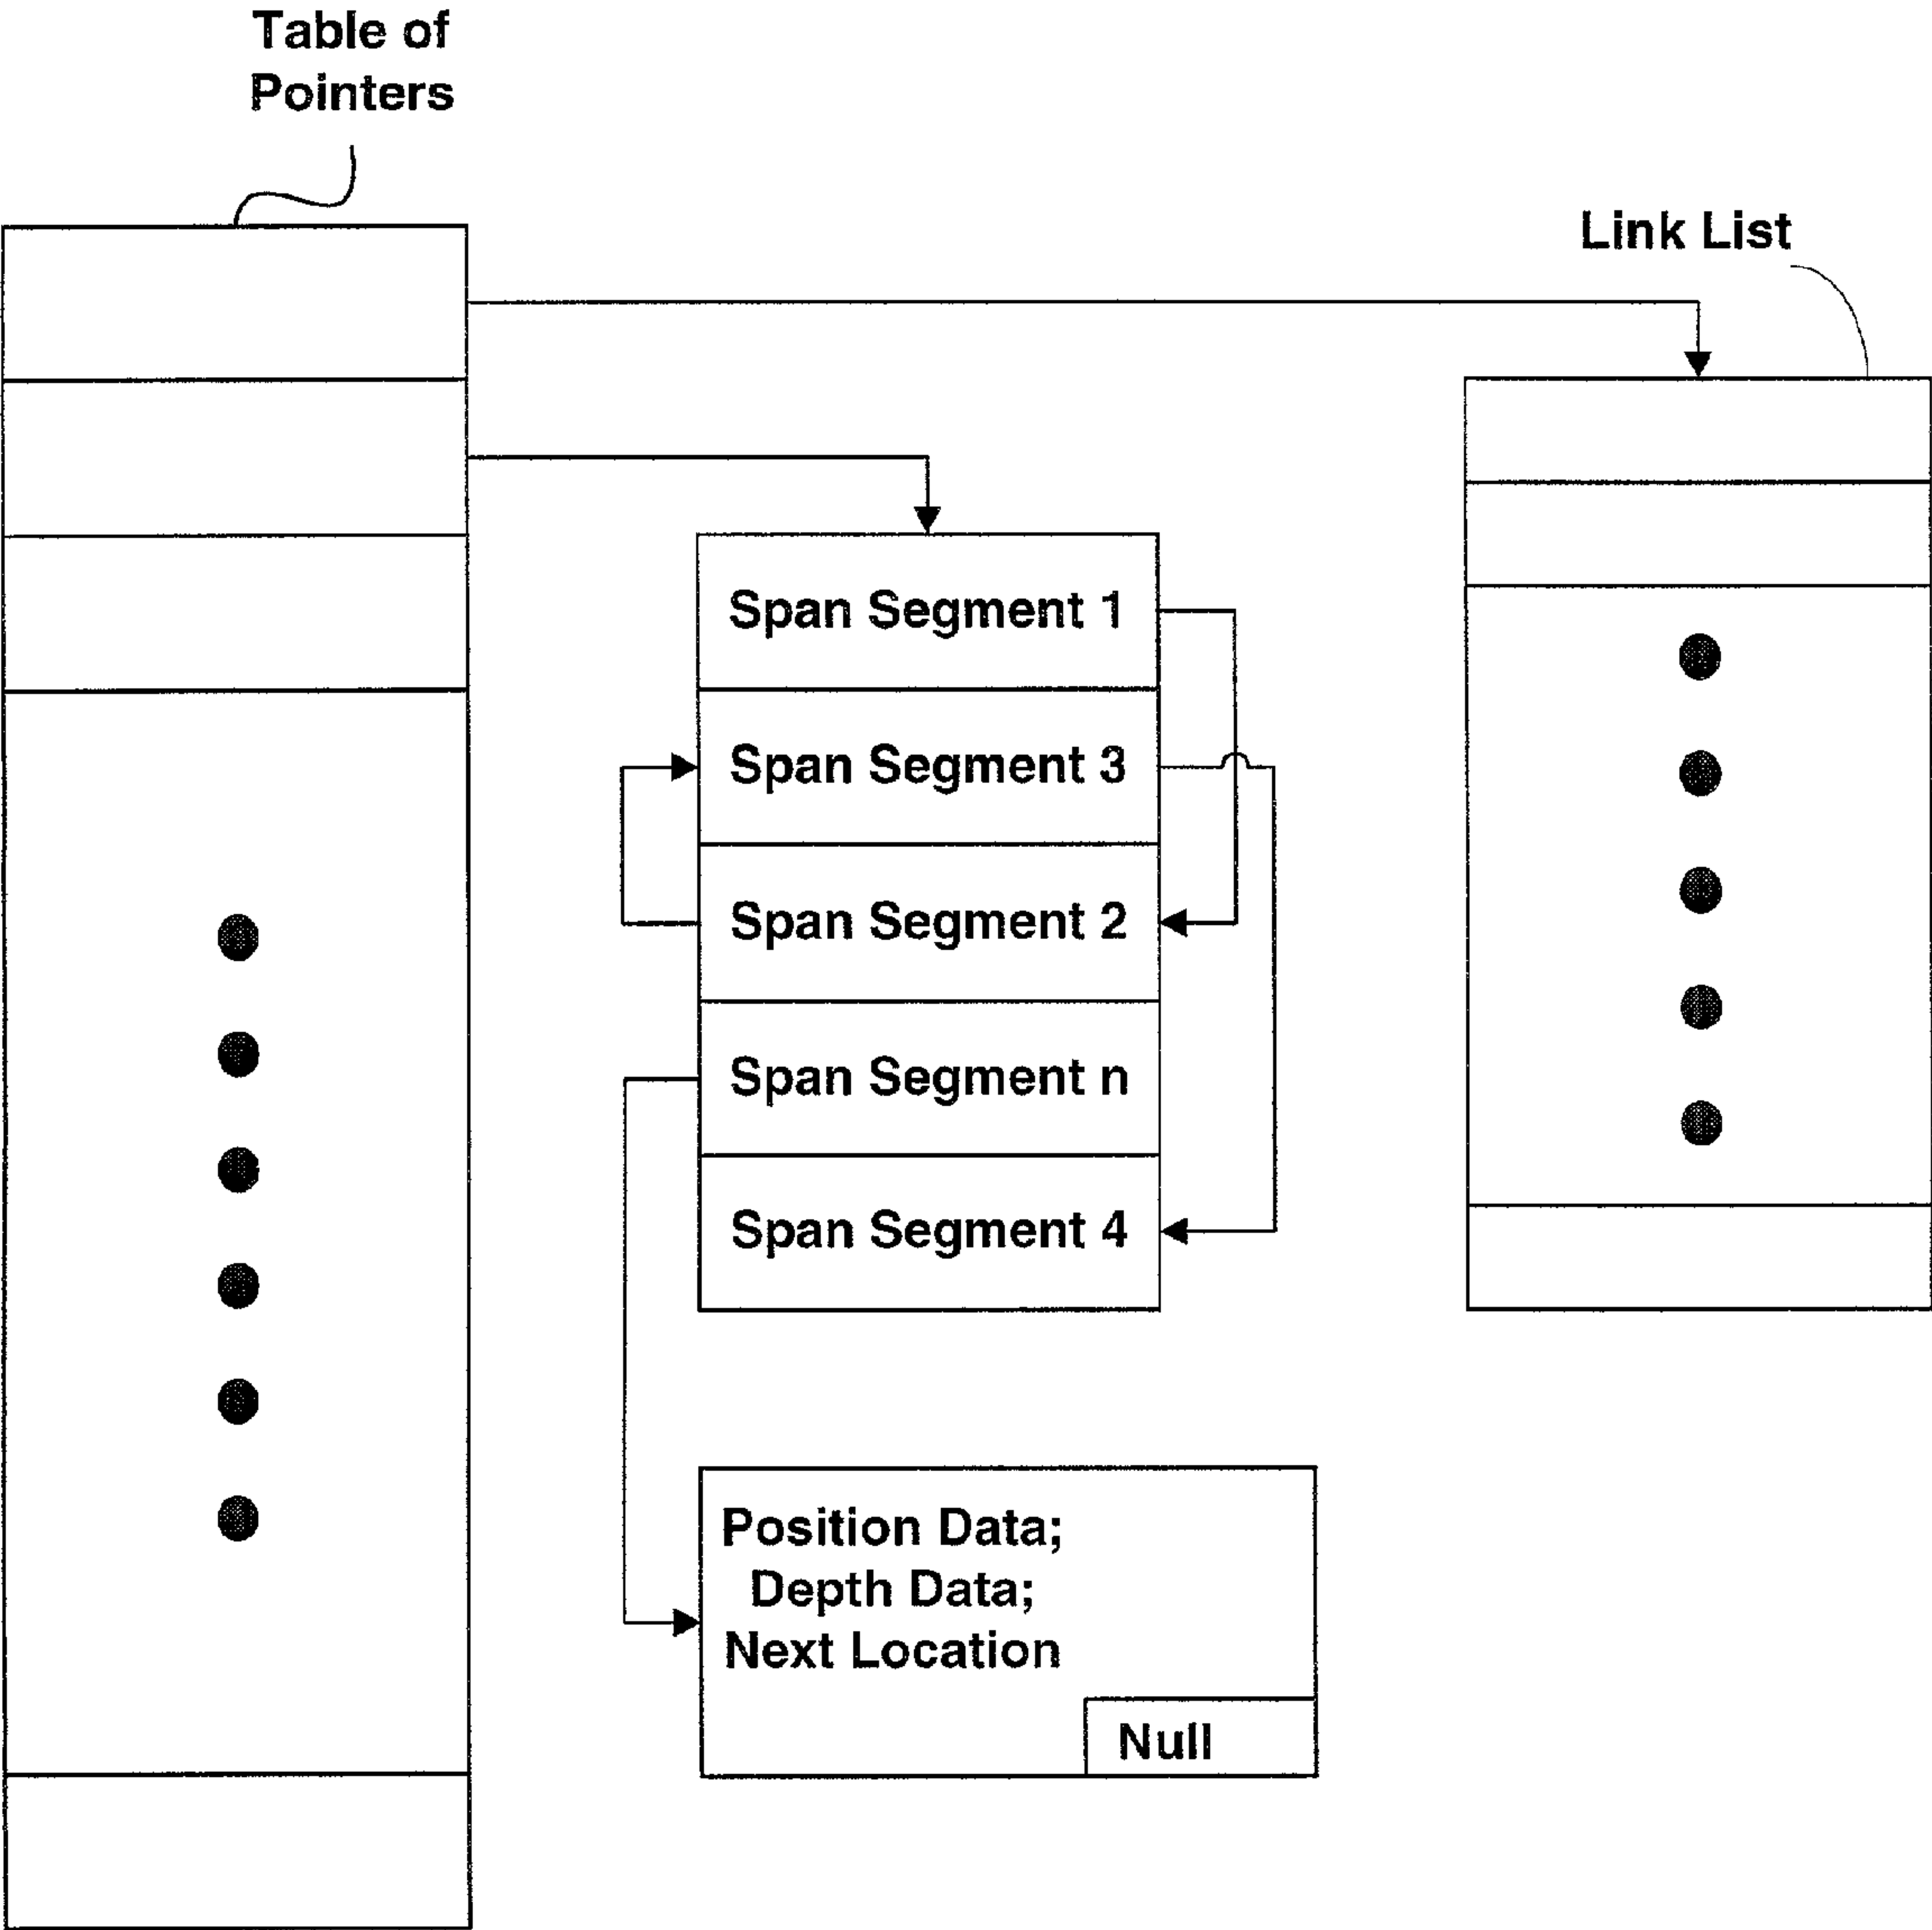 Table of
Pointers
Link List
Span Segment 1
Span Segment 3
Span Segment 2
Span Segment n
Span Segment 4
Position Data;
Depth Data;
Next Location
Null